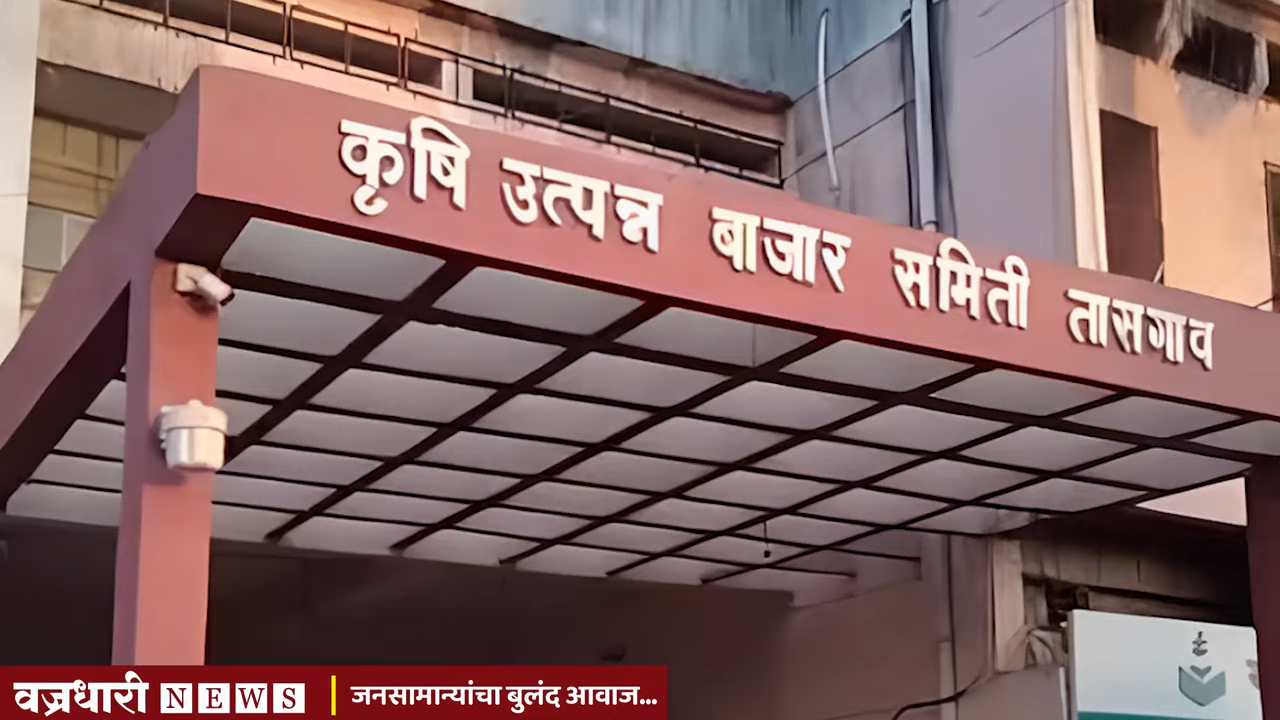 कृषि उत्पन्न बाजार समिती तासगाव
वज्रधारी NEWS जनसामान्यांचा बुलंद आवाज...